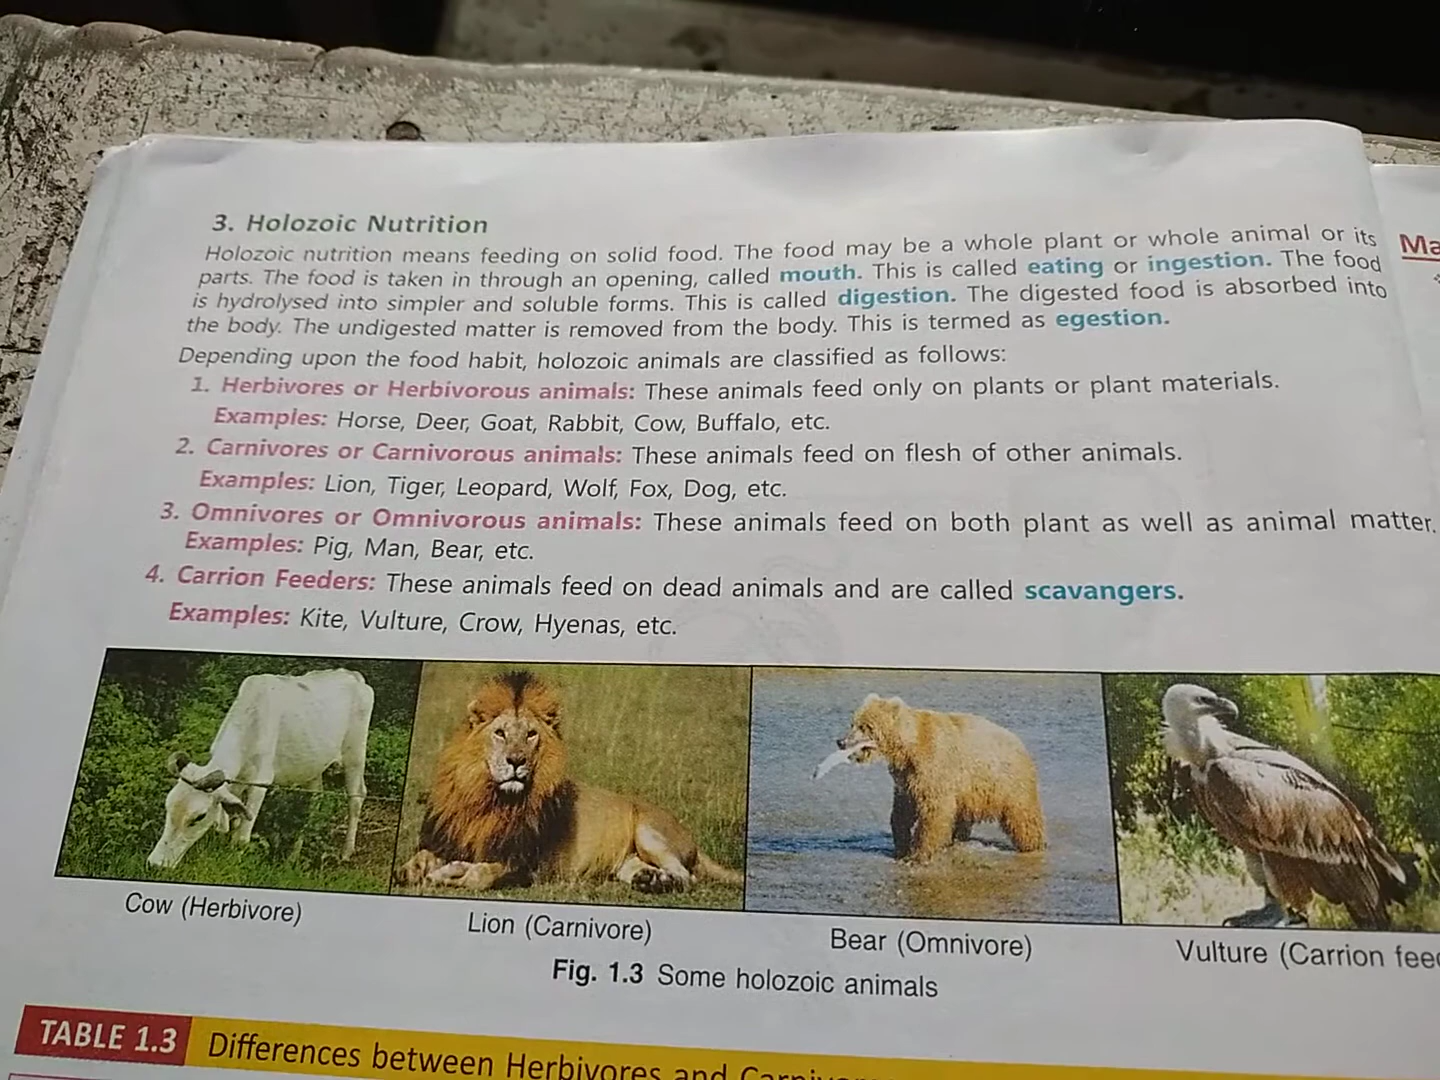 3. Holozoic Nutrition
Holozoic nutrition means feeding on solid food. The food may be a whole plant or whole animal or its
parts. The food is taken in through an opening, called mouth. This is called eating or ingestion. The food
is hydrolysed into simpler and soluble forms. This is called digestion. The digested food is absorbed into
the body. The undigested matter is removed from the body. This is termed as egestion.
Depending upon the food habit, holozoic animals are classified as follows:
1. Herbivores or Herbivorous animals: These animals feed only on plants or plant materials.
Examples: Horse, Deer, Goat, Rabbit, Cow, Buffalo, etc.
2. Carnivores or Carnivorous animals: These animals feed on flesh of other animals.
Examples: Lion, Tiger, Leopard, Wolf, Fox, Dog, etc.
3. Omnivores or Omnivorous animals: These animals feed on both plant as well as animal matter.
Examples: Pig, Man, Bear, etc.
4. Carrion Feeders: These animals feed on dead animals and are called scavangers.
Examples: Kite, Vulture, Crow, Hyenas, etc.
Cow (Herbivore)
Lion (Carnivore)
Bear (Omnivore)
Vulture (Carrion
Fig. 1.3 Some holozoic animals
TABLE 1.3 Differences between Herbivores and